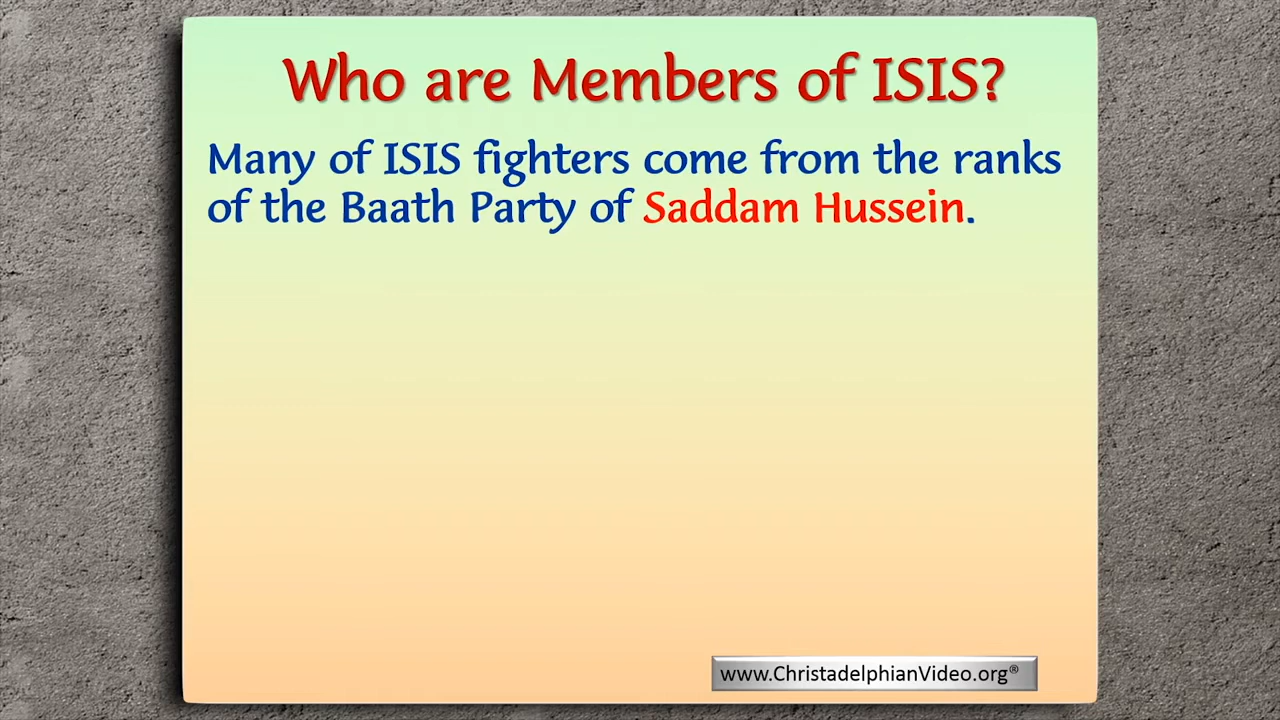 Who are Members of ISIS?
Many of ISIS fighters come from the ranks
of the Baath Party of Saddam Hussein.
www.ChristadelphianVideo.org®